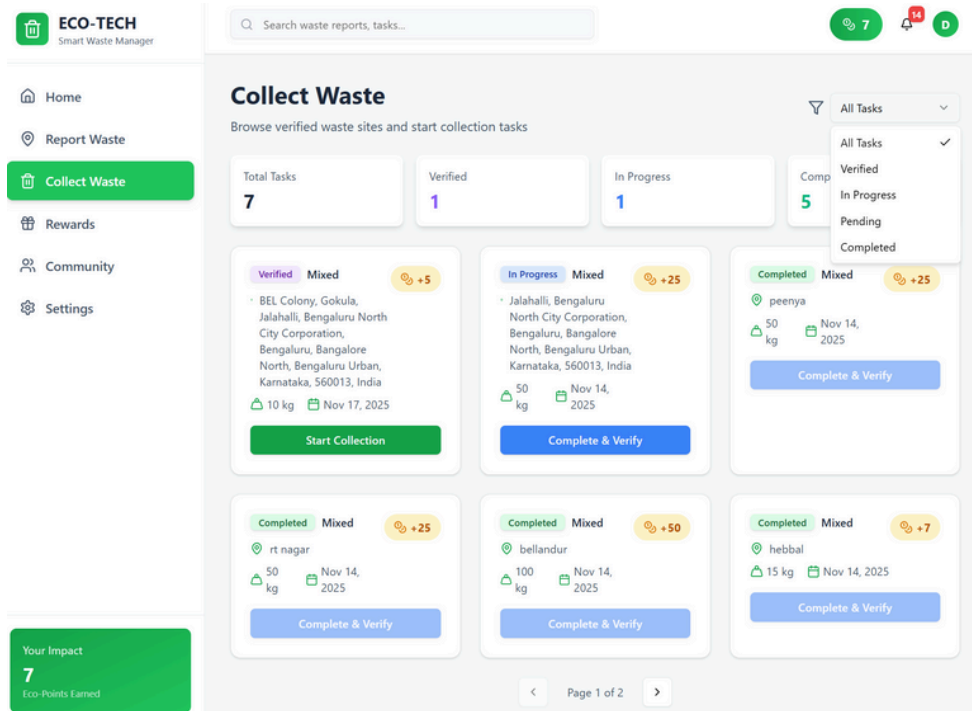 ECO-TECH
Smart Waste Manager
Search waste reports, tasks...
7
14
D
Home
Report Waste
Collect Waste
Rewards
Community
Settings
Your Impact
7
Eco-Points Earned
Collect Waste
Browse verified waste sites and start collection tasks
All Tasks
All Tasks
Verified
In Progress
Pending
Completed
Total Tasks
7
Verified
1
In Progress
1
Comp
5
Verified Mixed +5
BEL Colony, Gokula,
Jalahalli, Bengaluru North
City Corporation,
Bengaluru, Bangalore
North, Bengaluru Urban,
Karnataka, 560013, India
10 kg Nov 17, 2025
Start Collection
In Progress Mixed +25
Jalahalli, Bengaluru
North City Corporation,
Bengaluru, Bangalore
North, Bengaluru Urban,
Karnataka, 560013, India
50 kg
Nov 14, 2025
Complete & Verify
Completed Mixed +25
peenya
50 kg
Nov 14, 2025
Complete & Verify
Completed Mixed +25
rt nagar
50 kg
Nov 14, 2025
Complete & Verify
Completed Mixed +50
bellandur
100 kg
Nov 14, 2025
Complete & Verify
Completed Mixed +7
hebbal
15 kg Nov 14, 2025
Complete & Verify
Page 1 of 2